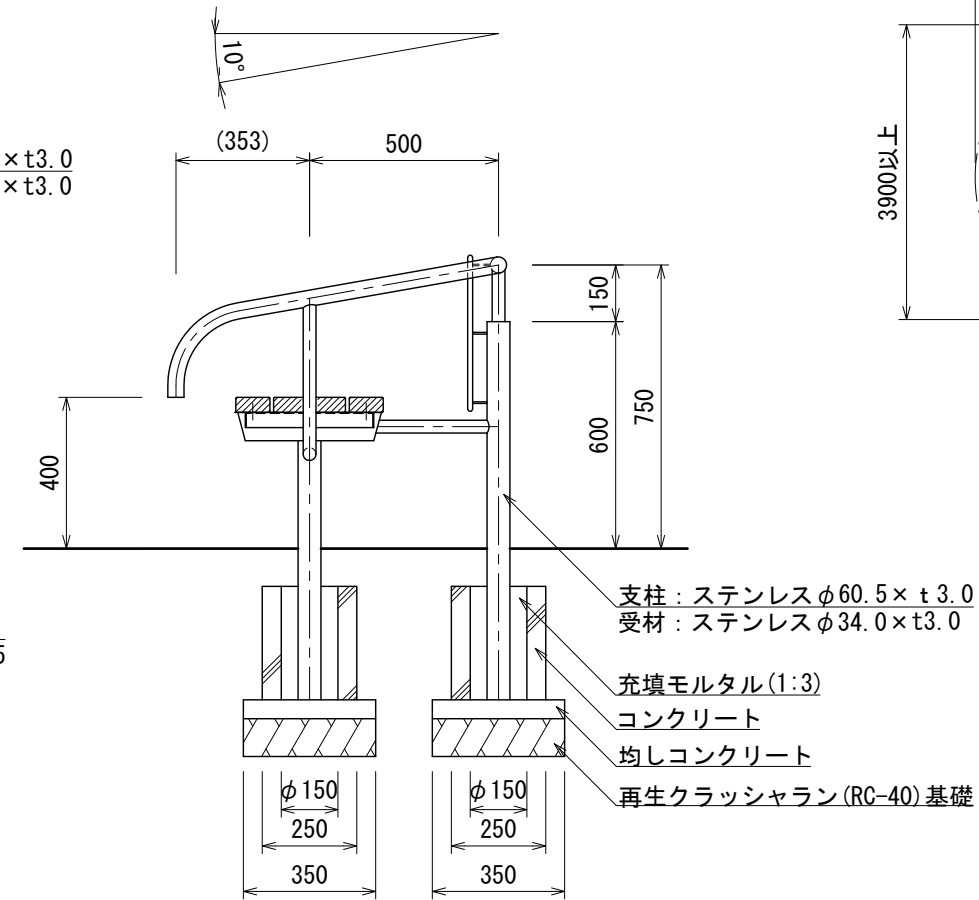 10°
(353)
500
×t3.0
×t3.0
3900以上
150
600
750
400
支柱：ステンレスφ60.5×ｔ3.0
受材：ステンレスφ34.0×t3.0
5
充填モルタル(1:3)
コンクリート
均しコンクリート
再生クラッシャラン(RC-40)基礎
φ150
φ150
250
250
350
350